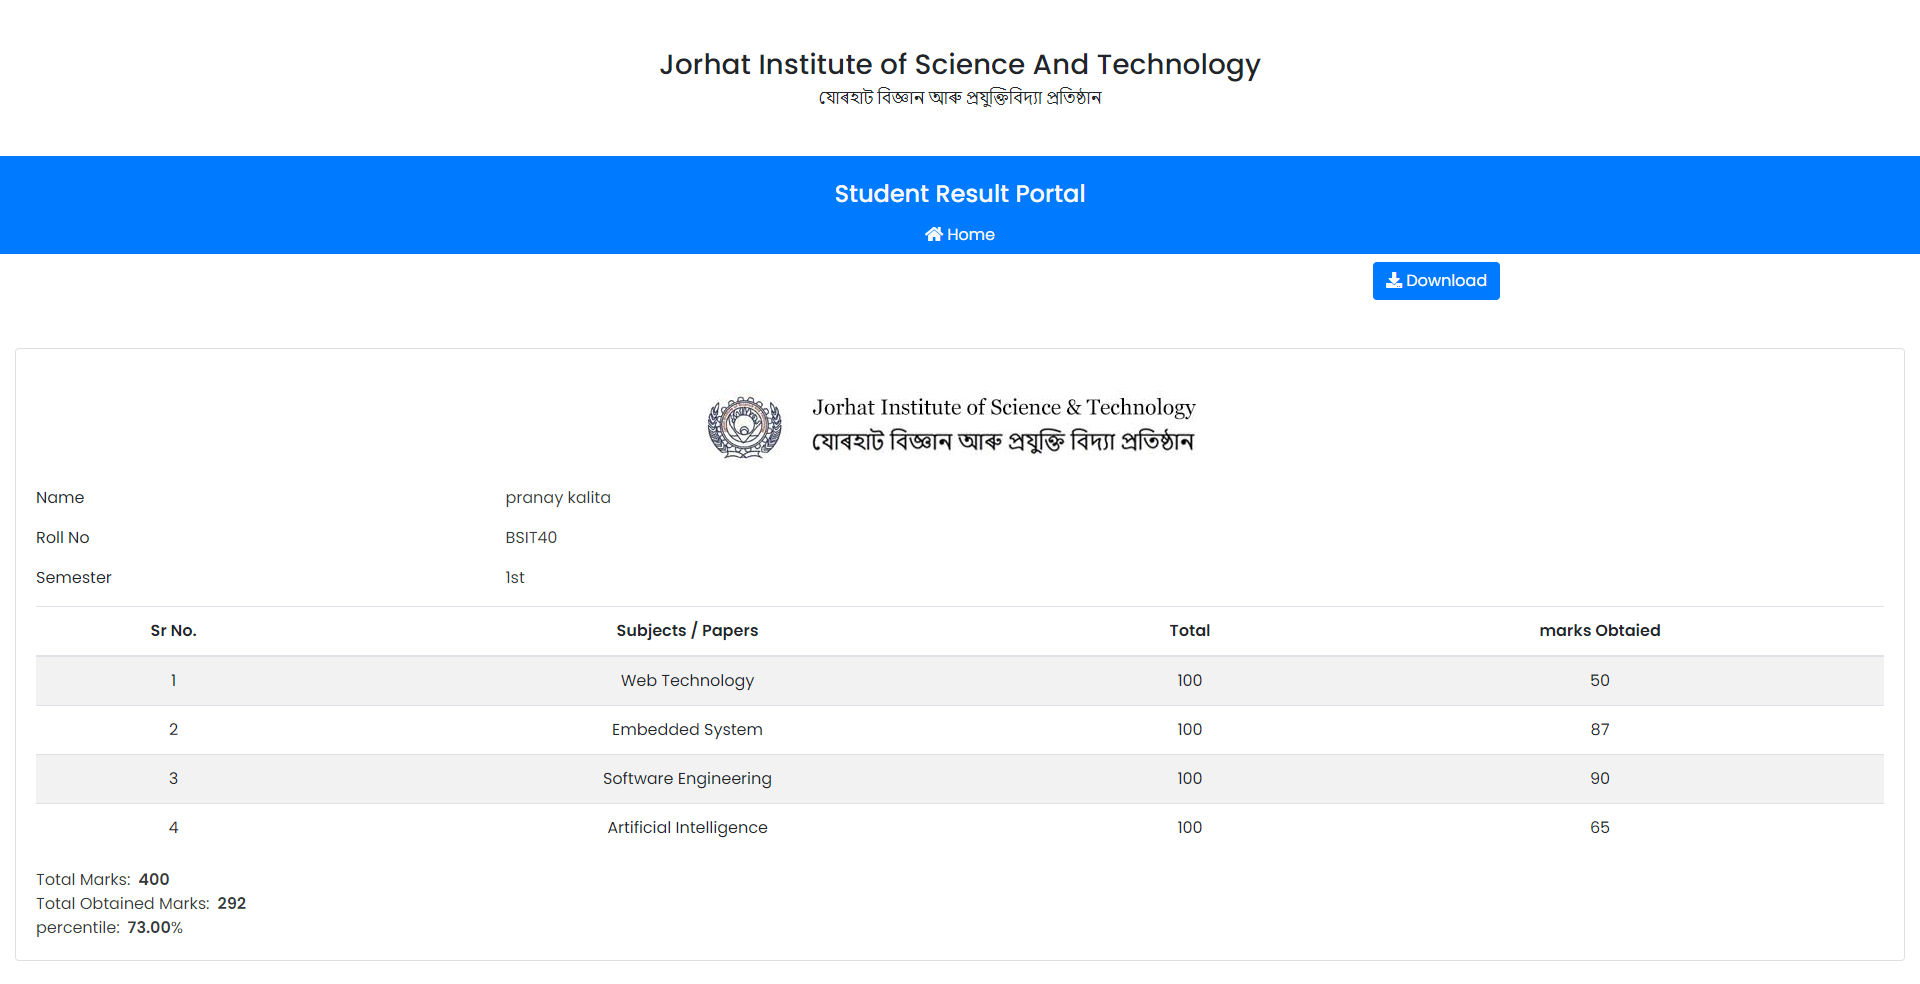 Jorhat Institute of Science And Technology
যোৰহাট বিজ্ঞান আৰু প্ৰযুক্তিবিদ্যা প্ৰতিষ্ঠান
Student Result Portal
Home
Download
Jorhat Institute of Science & Technology
যোৰহাট বিজ্ঞান আৰু প্ৰযুক্তি বিদ্যা প্ৰতিষ্ঠান
Name pranay kalita
Roll No BSIT40
Semester 1st
Sr No. Subjects / Papers Total marks Obtaied
1 Web Technology 100 50
2 Embedded System 100 87
3 Software Engineering 100 90
4 Artificial Intelligence 100 65
Total Marks: 400
Total Obtained Marks: 292
percentile: 73.00%